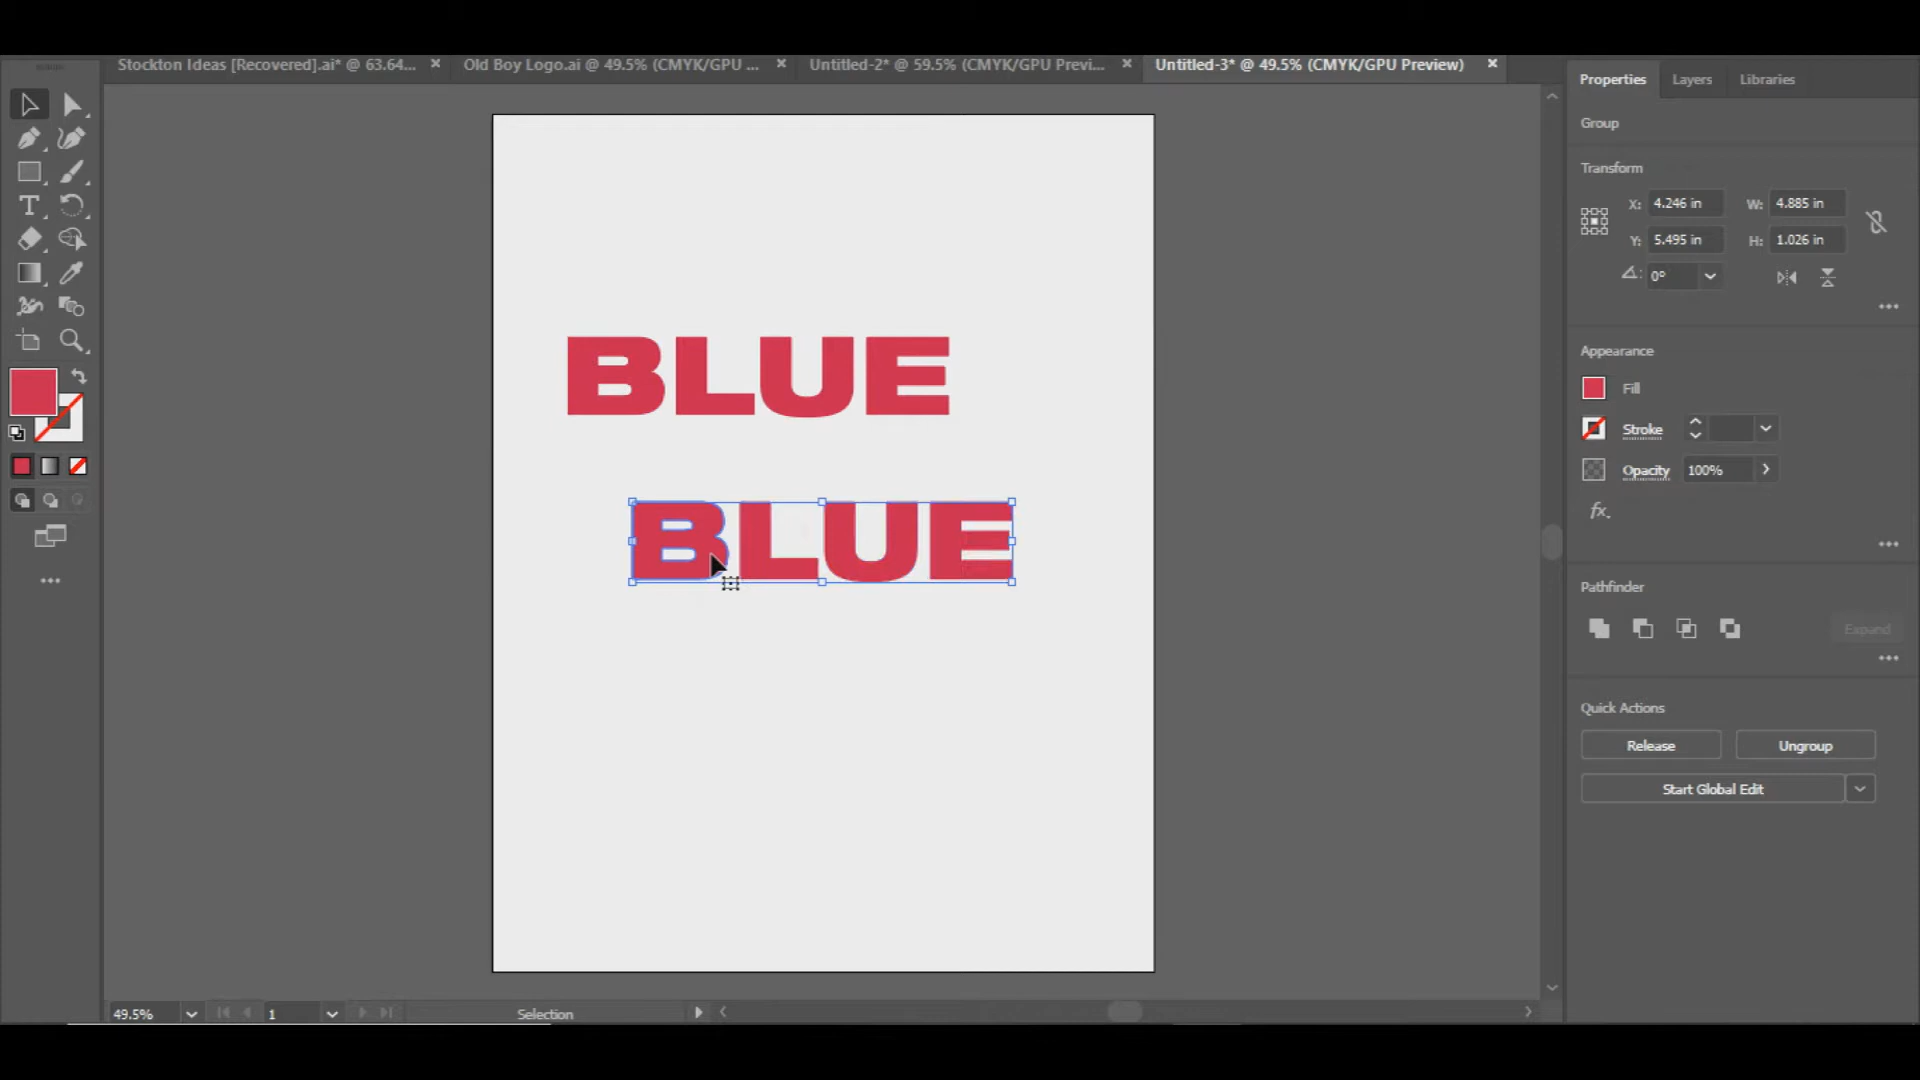 Stockton Ideas [Recovered].ai* @ 63.64... × Old Boy Logo.ai @ 49.5% (CMYK/GPU ... × Untitled-2* @ 59.5% (CMYK/GPU Previ... × Untitled-3* @ 49.5% (CMYK/GPU Preview) ×
Properties Layers Libraries
Group
Transform
X: 4.246 in W: 4.885 in
Y: 5.495 in H: 1.026 in
0°
Appearance
Fill
Stroke
Opacity 100%
fx.
Pathfinder
Expand
Quick Actions
Release Ungroup
Start Global Edit
T
BLUE
BLUE
49.5% 1 Selection